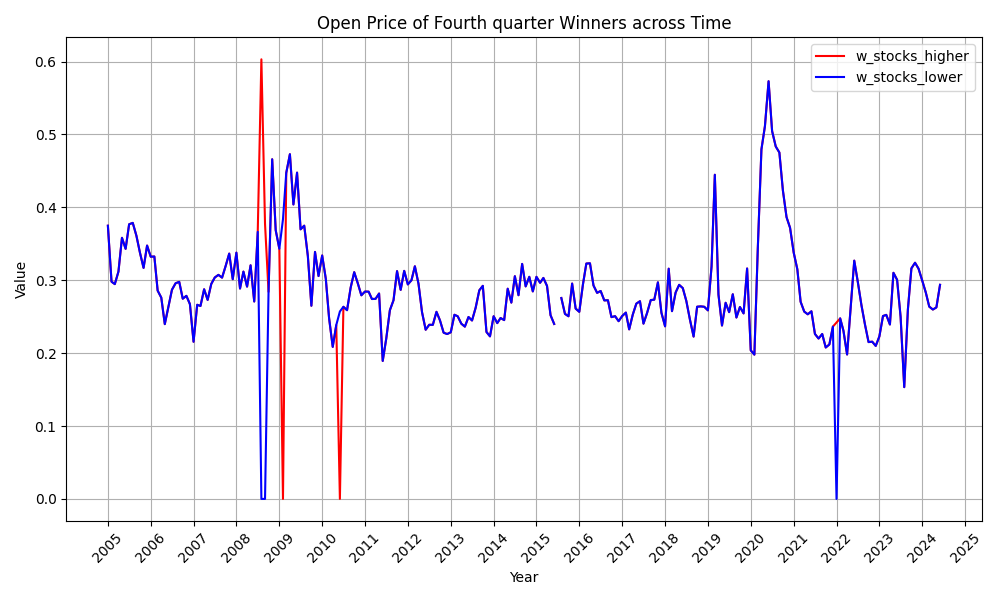 Open Price of Fourth quarter Winners across Time
w_stocks_higher
w_stocks_lower
Value
0.6
0.5
0.4
0.3
0.2
0.1
0.0
2005 2006 2007 2008 2009 2010 2011 2012 2013 2014 2015 2016 2017 2018 2019 2020 2021 2022 2023 2024 2025
Year